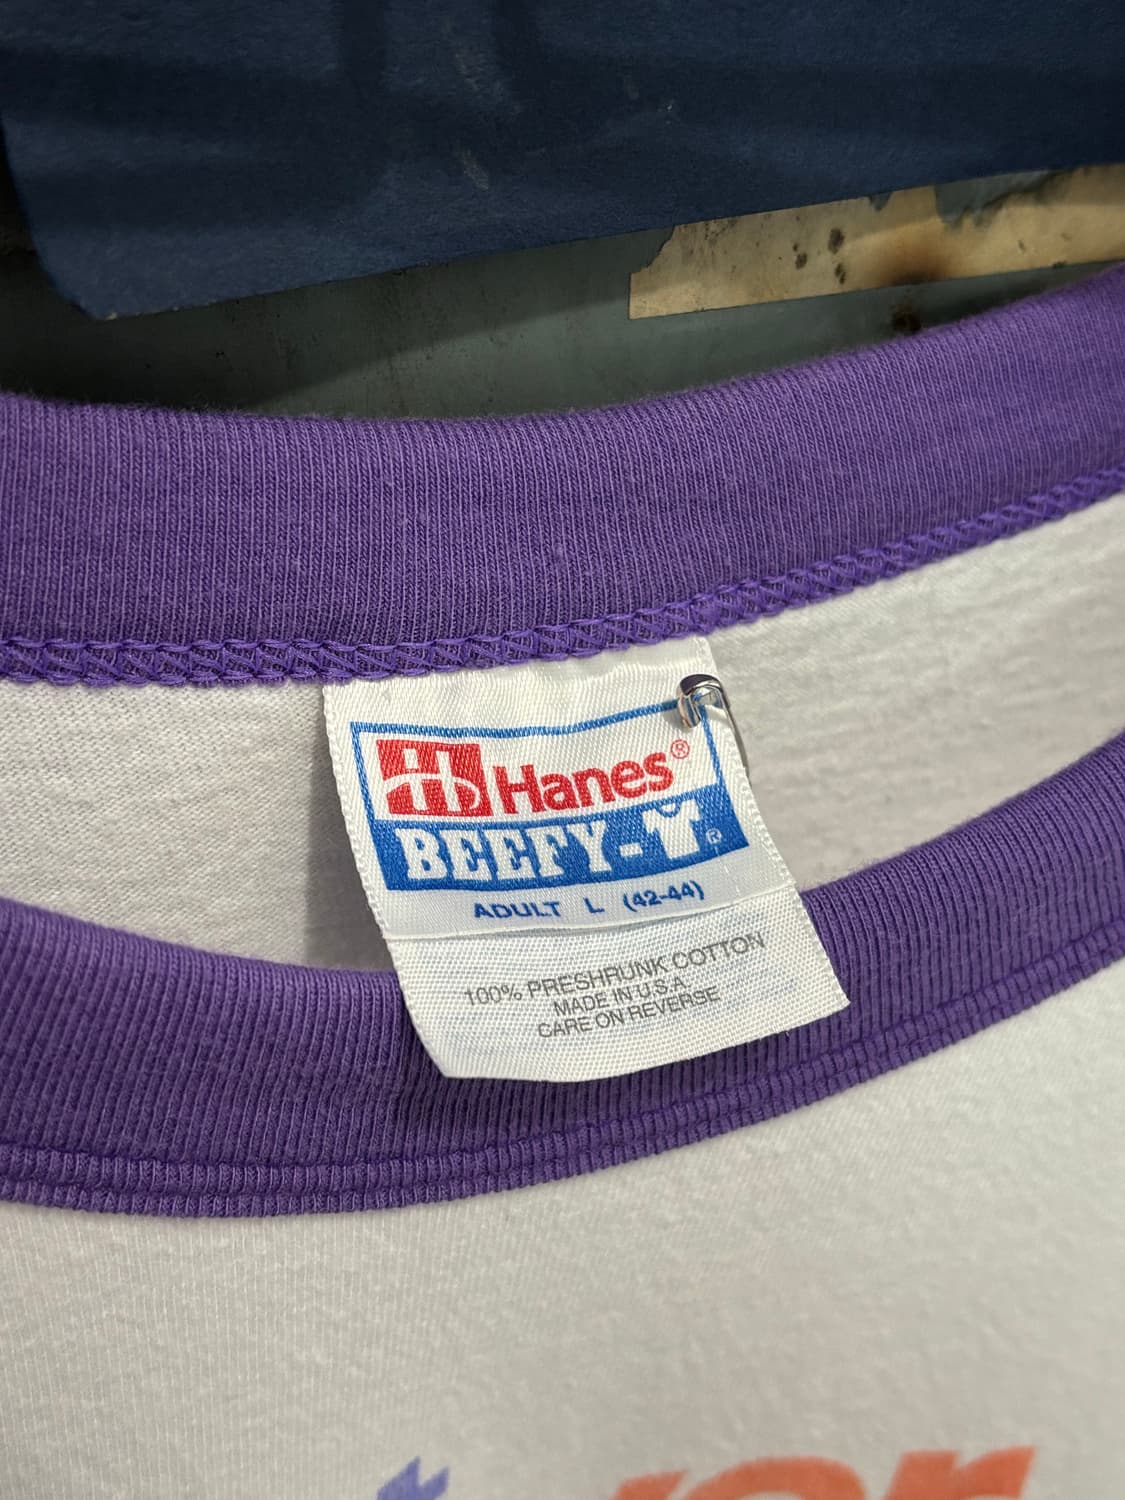 Hanes®
BEEFY-T®
ADULT L (42-44)
100% PRESHRUNK COTTON
MADE IN U.S.A.
CARE ON REVERSE